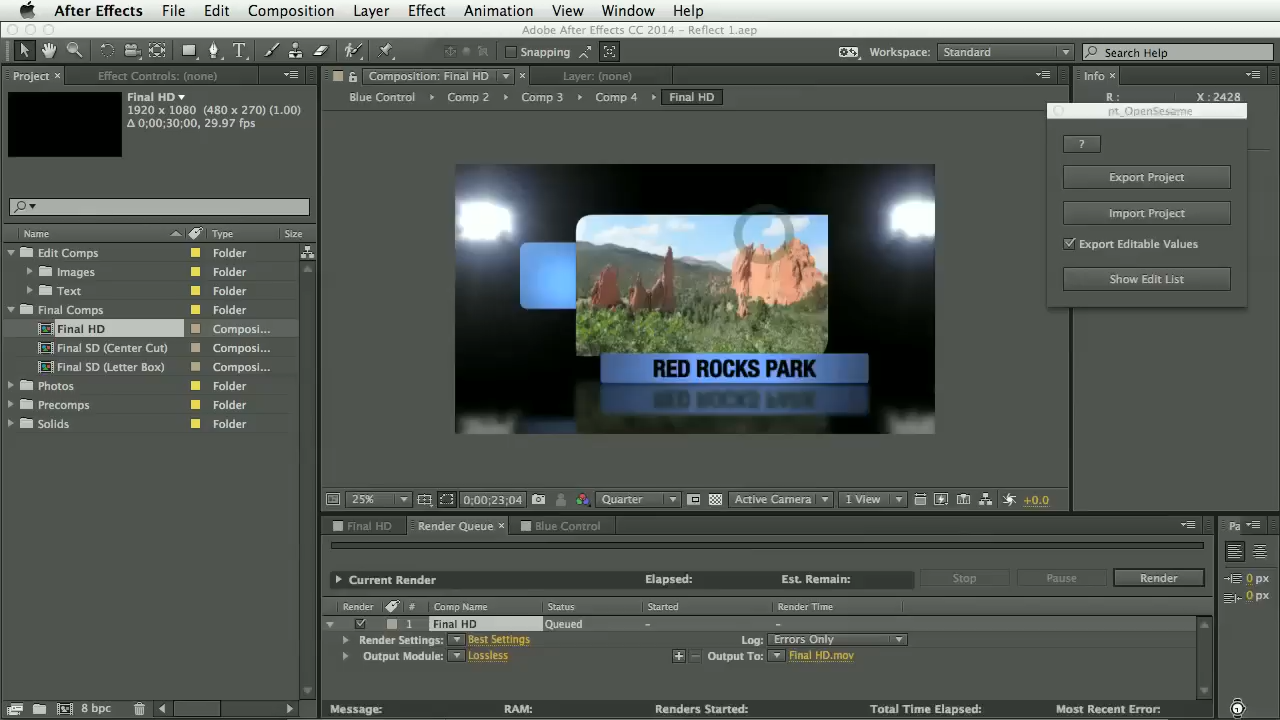 After Effects File Edit Composition Layer Effect Animation View Window Help
Adobe After Effects CC 2014 - Reflect 1.aep
Snapping Workspace: Standard Search Help
Project Effect Controls: (none) Composition: Final HD Layer: (none) Info
Final HD
1920 x 1080 (480 x 270) (1.00)
Δ 0;00;30;00, 29.97 fps
Blue Control Comp 2 Comp 3 Comp 4 Final HD
R : X : 2428
pt_OpenSesame
?
Export Project
Import Project
Export Editable Values
Show Edit List
Name Type Size
Edit Comps Folder
Images Folder
Text Folder
Final Comps Folder
Final HD Composi...
Final SD (Center Cut) Composi...
Final SD (Letter Box) Composi...
Photos Folder
Precomps Folder
Solids Folder
RED ROCKS PARK
RED ROCKS PARK
25% 0;00;23;04 Quarter Active Camera 1 View +0.0
Final HD Render Queue Blue Control Pa
Current Render Elapsed: Est. Remain: Stop Pause Render
Render # Comp Name Status Started Render Time
1 Final HD Queued – –
Render Settings: Best Settings Log: Errors Only
Output Module: Lossless Output To: Final HD.mov
0 px
0 px
8 bpc
Message: RAM: Renders Started: Total Time Elapsed: Most Recent Error: